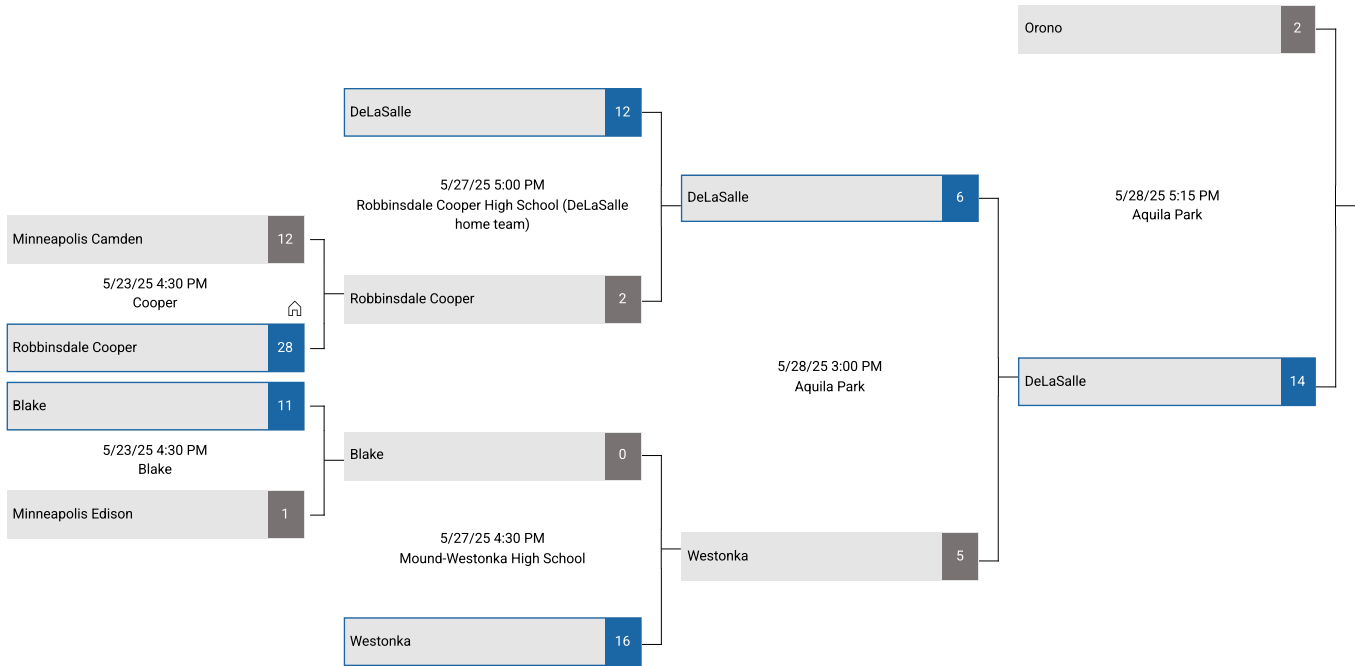 Minneapolis Camden 12
5/23/25 4:30 PM
Cooper
Robbinsdale Cooper 28
Blake 11
5/23/25 4:30 PM
Blake
Minneapolis Edison 1
DeLaSalle 12
5/27/25 5:00 PM
Robbinsdale Cooper High School (DeLaSalle
home team)
Robbinsdale Cooper 2
Blake 0
5/27/25 4:30 PM
Mound-Westonka High School
Westonka 16
DeLaSalle 6
5/28/25 3:00 PM
Aquila Park
Westonka 5
Orono 2
5/28/25 5:15 PM
Aquila Park
DeLaSalle 14